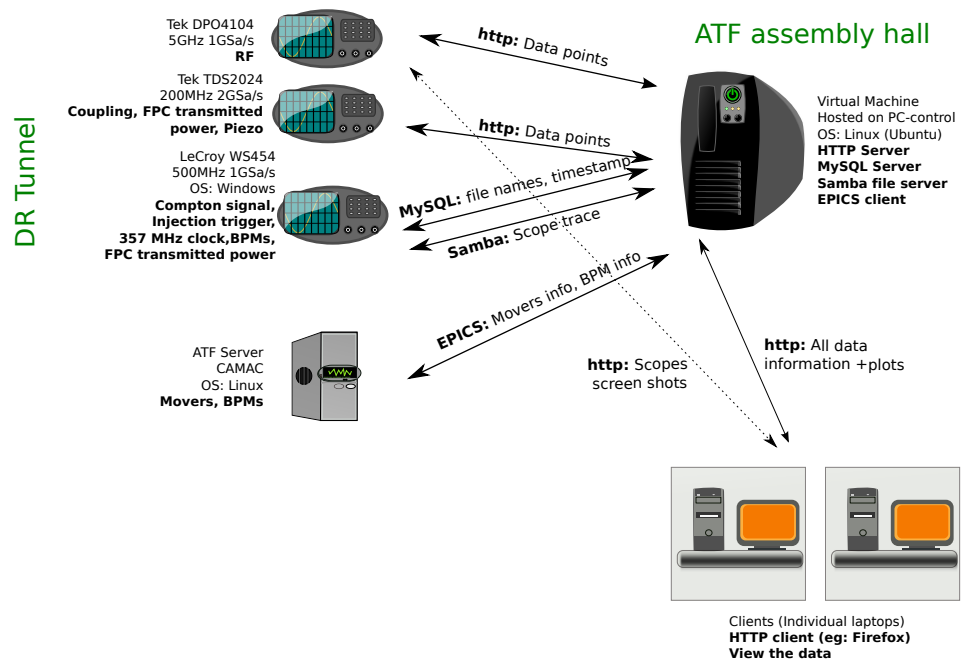 DR Tunnel
Tek DPO4104
5GHz 1GSa/s
RF
Tek TDS2024
200MHz 2GSa/s
Coupling, FPC transmitted
power, Piezo
LeCroy WS454
500MHz 1GSa/s
OS: Windows
Compton signal,
Injection trigger,
357 MHz clock,BPMs,
FPC transmitted power
ATF Server
CAMAC
OS: Linux
Movers, BPMs
http: Data points
http: Data points
MySQL: file names, timestamp
Samba: Scope trace
EPICS: Movers info, BPM info
http: Scopes
screen shots
http: All data
information +plots
ATF assembly hall
Virtual Machine
Hosted on PC-control
OS: Linux (Ubuntu)
HTTP Server
MySQL Server
Samba file server
EPICS client
Clients (Individual laptops)
HTTP client (eg: Firefox)
View the data